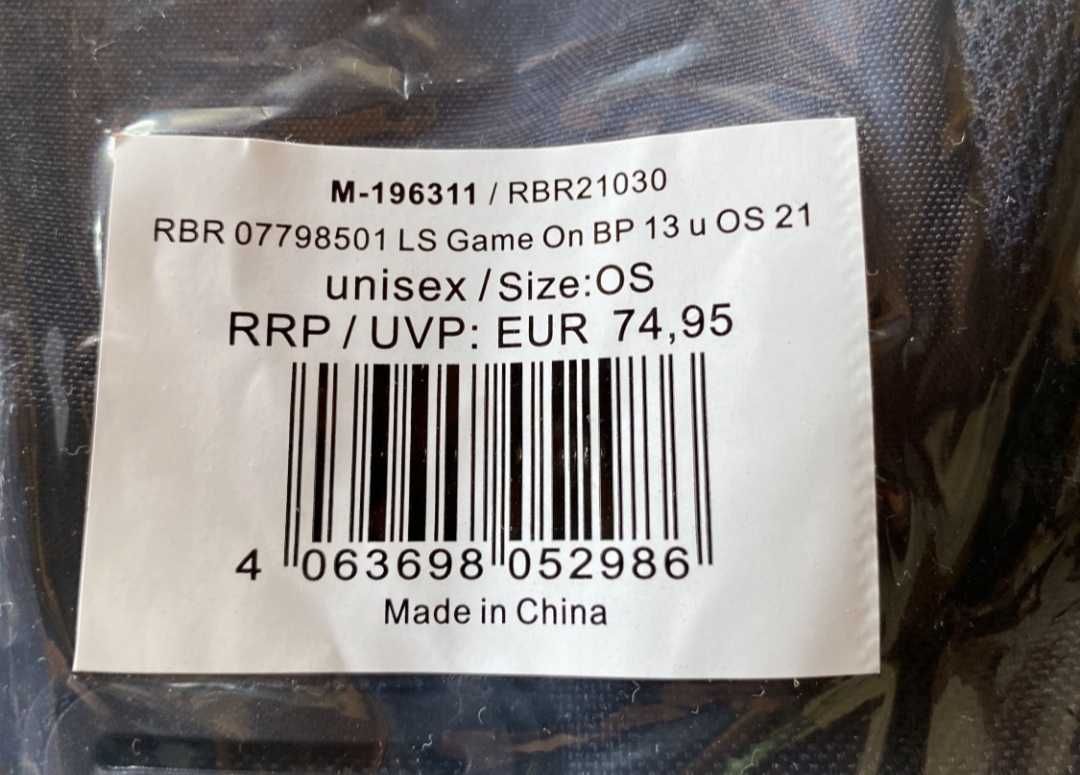 M-196311 / RBR21030
RBR 07798501 LS Game On BP 13 u OS 21
unisex / Size:OS
RRP / UVP: EUR 74,95
4 063698 052986
Made in China